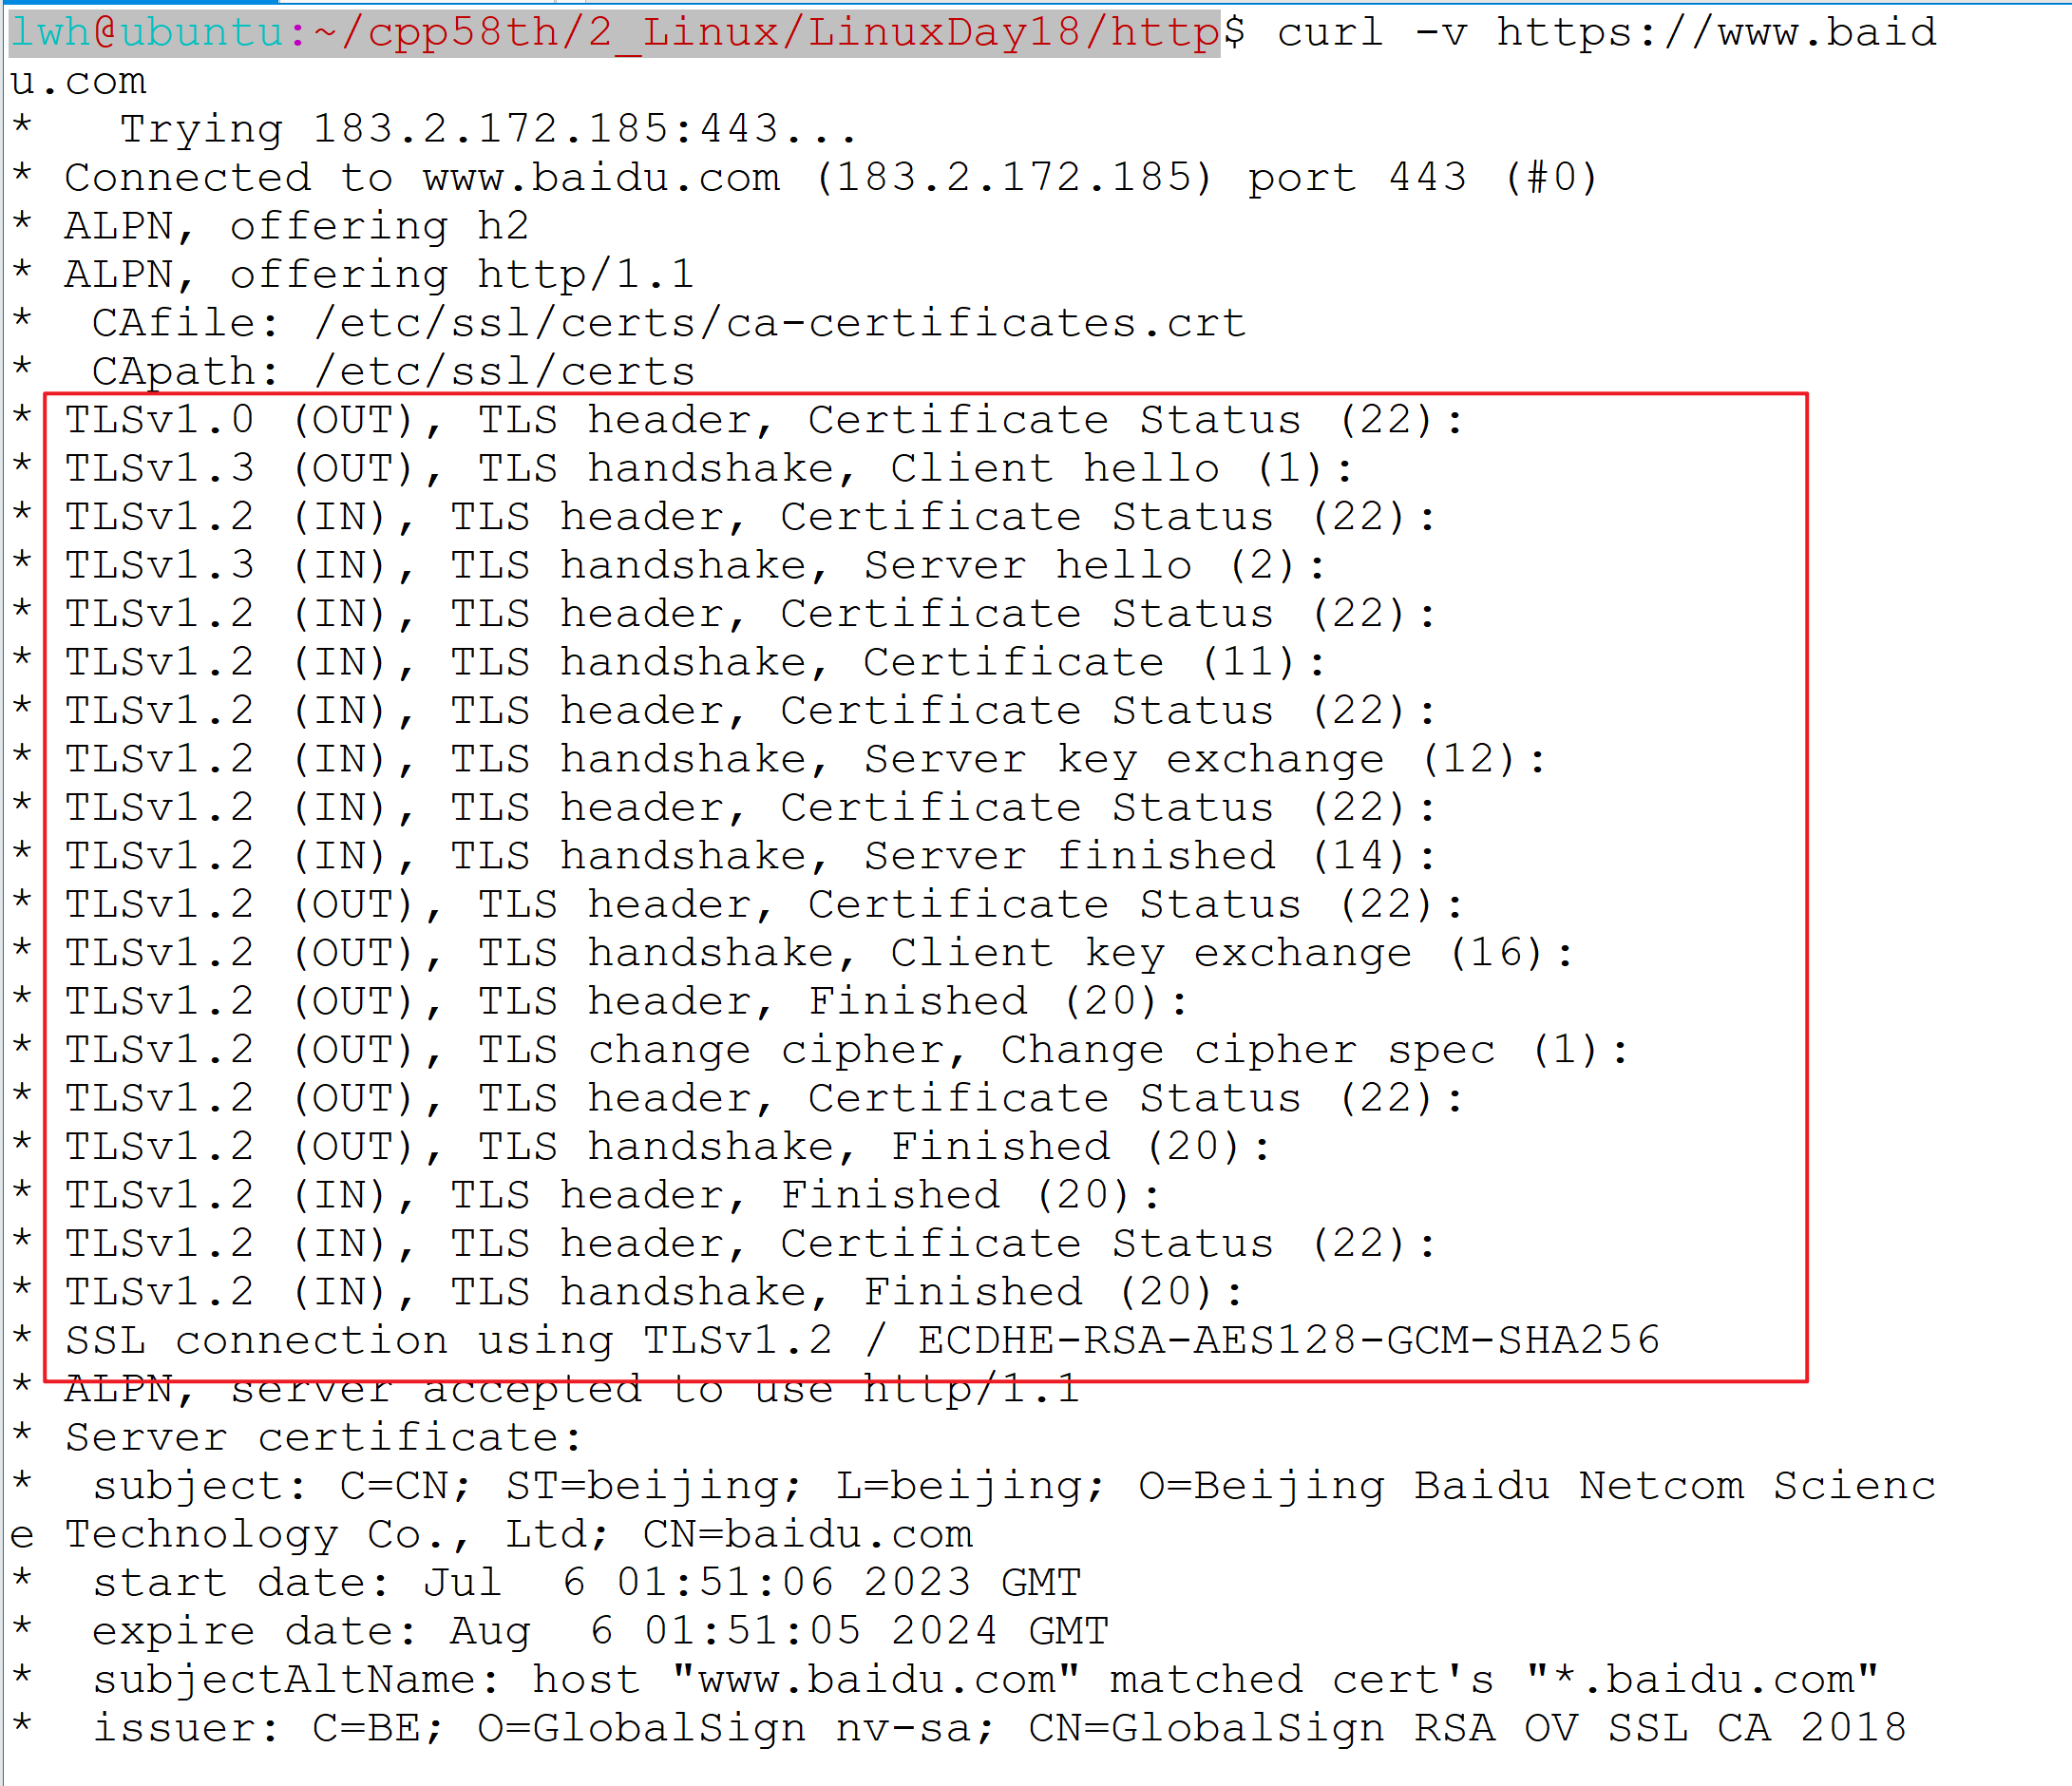 lwh@ubuntu:~/cpp58th/2_Linux/LinuxDay18/http$ curl -v https://www.baid
u.com
*   Trying 183.2.172.185:443...
* Connected to www.baidu.com (183.2.172.185) port 443 (#0)
* ALPN, offering h2
* ALPN, offering http/1.1
*  CAfile: /etc/ssl/certs/ca-certificates.crt
*  CApath: /etc/ssl/certs
* TLSv1.0 (OUT), TLS header, Certificate Status (22):
* TLSv1.3 (OUT), TLS handshake, Client hello (1):
* TLSv1.2 (IN), TLS header, Certificate Status (22):
* TLSv1.3 (IN), TLS handshake, Server hello (2):
* TLSv1.2 (IN), TLS header, Certificate Status (22):
* TLSv1.2 (IN), TLS handshake, Certificate (11):
* TLSv1.2 (IN), TLS header, Certificate Status (22):
* TLSv1.2 (IN), TLS handshake, Server key exchange (12):
* TLSv1.2 (IN), TLS header, Certificate Status (22):
* TLSv1.2 (IN), TLS handshake, Server finished (14):
* TLSv1.2 (OUT), TLS header, Certificate Status (22):
* TLSv1.2 (OUT), TLS handshake, Client key exchange (16):
* TLSv1.2 (OUT), TLS header, Finished (20):
* TLSv1.2 (OUT), TLS change cipher, Change cipher spec (1):
* TLSv1.2 (OUT), TLS header, Certificate Status (22):
* TLSv1.2 (OUT), TLS handshake, Finished (20):
* TLSv1.2 (IN), TLS header, Finished (20):
* TLSv1.2 (IN), TLS header, Certificate Status (22):
* TLSv1.2 (IN), TLS handshake, Finished (20):
* SSL connection using TLSv1.2 / ECDHE-RSA-AES128-GCM-SHA256
* ALPN, server accepted to use http/1.1
* Server certificate:
*  subject: C=CN; ST=beijing; L=beijing; O=Beijing Baidu Netcom Scienc
e Technology Co., Ltd; CN=baidu.com
*  start date: Jul  6 01:51:06 2023 GMT
*  expire date: Aug  6 01:51:05 2024 GMT
*  subjectAltName: host "www.baidu.com" matched cert's "*.baidu.com"
*  issuer: C=BE; O=GlobalSign nv-sa; CN=GlobalSign RSA OV SSL CA 2018